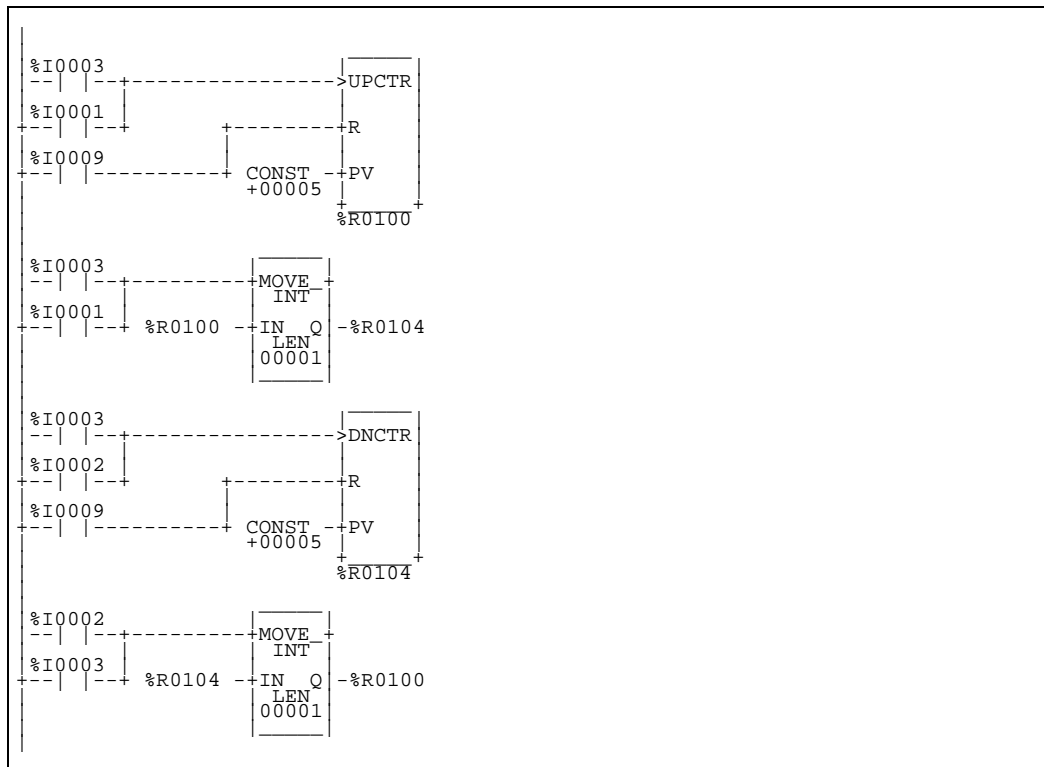 %I0003
UPCTR
%I0001
R
%I0009
CONST PV
+00005
%R0100
%I0003
MOVE_
INT
%I0001
%R0100 IN Q %R0104
LEN
00001
%I0003
DNCTR
%I0002
R
%I0009
CONST PV
+00005
%R0104
%I0002
MOVE_
INT
%I0003
%R0104 IN Q %R0100
LEN
00001